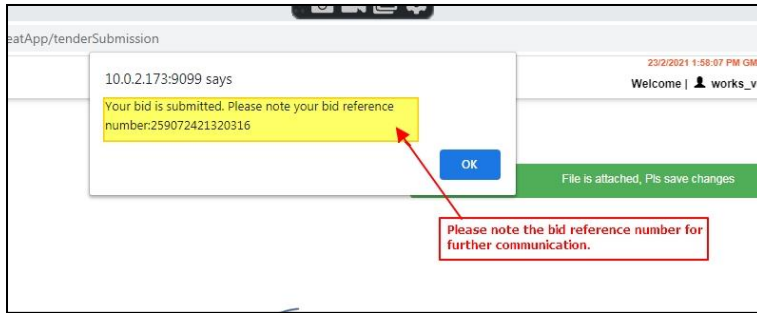 eatApp/tenderSubmission
23/2/2021 1:58:07 PM GM
Welcome | works_v
10.0.2.173:9099 says
Your bid is submitted. Please note your bid reference
number:259072421320316
OK
File is attached, Pls save changes
Please note the bid reference number for
further communication.